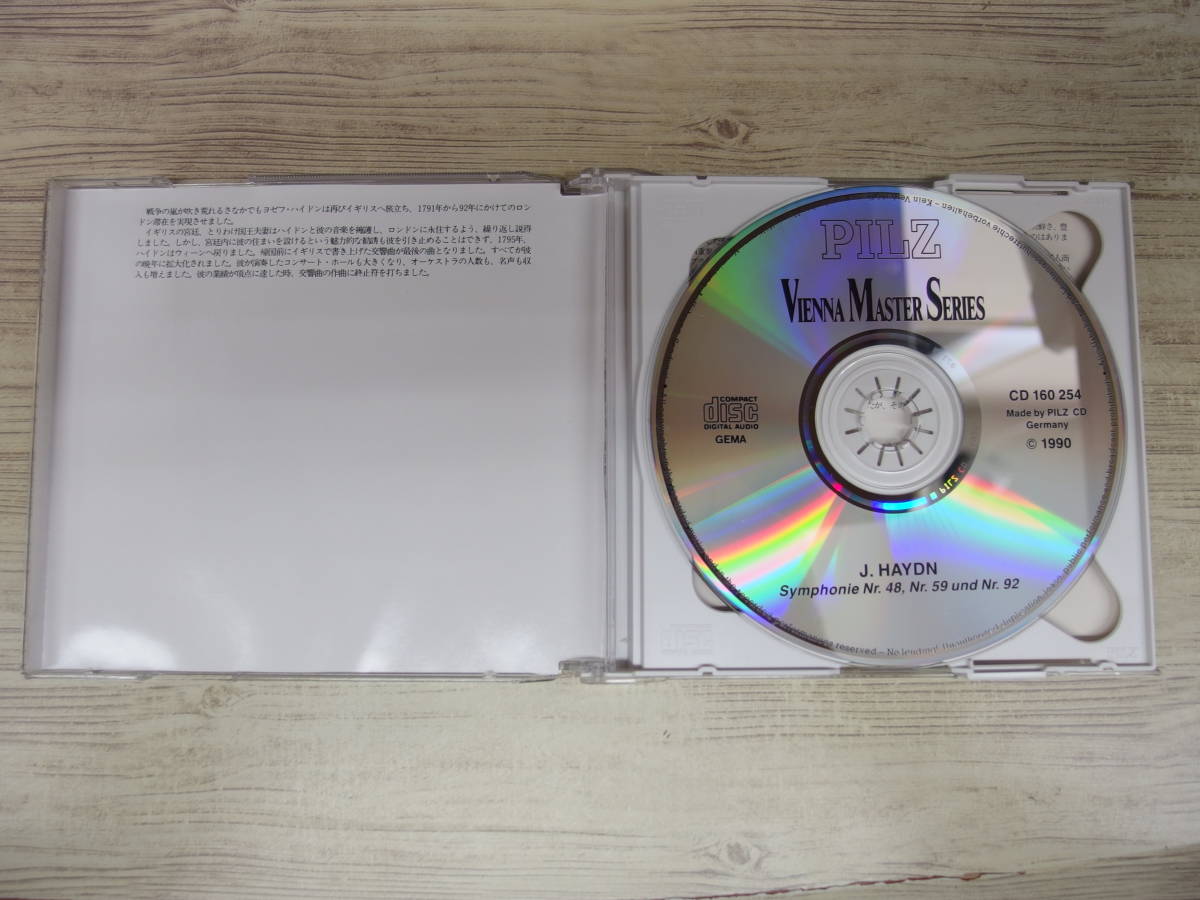 戦争の嵐が吹き荒れるさなかでもヨゼフ・ハイドンは再びイギリスへ旅立ち、1791年から92年にかけてのロン
ドン滞在を実現させました。
イギリスの宮廷、とりわけ国王夫妻はハイドンと彼の音楽を擁護し、ロンドンに永住するよう、繰り返し説得
しました。しかし、宮廷内に彼の住まいを設けるという魅力的な も彼を引き止めることはできず、1795年、
ハイドンはウィーンへ戻りました。帰国前にイギリスで書き上げた交響曲が最後の曲となりました。すべてが彼
の晩年に拡大化されました。彼が演奏したコンサート・ホールも大きくなり、オーケストラの人数も、名声も収
入も増えました。彼の業績が頂点に達した時、交響曲の作曲に終止符を打ちました。
PILZ
VIENNA MASTER SERIES
COMPACT
disc
DIGITAL AUDIO
GEMA
CD 160 254
Made by PILZ CD
Germany
© 1990
J. HAYDN
Symphonie Nr. 48, Nr. 59 und Nr. 92